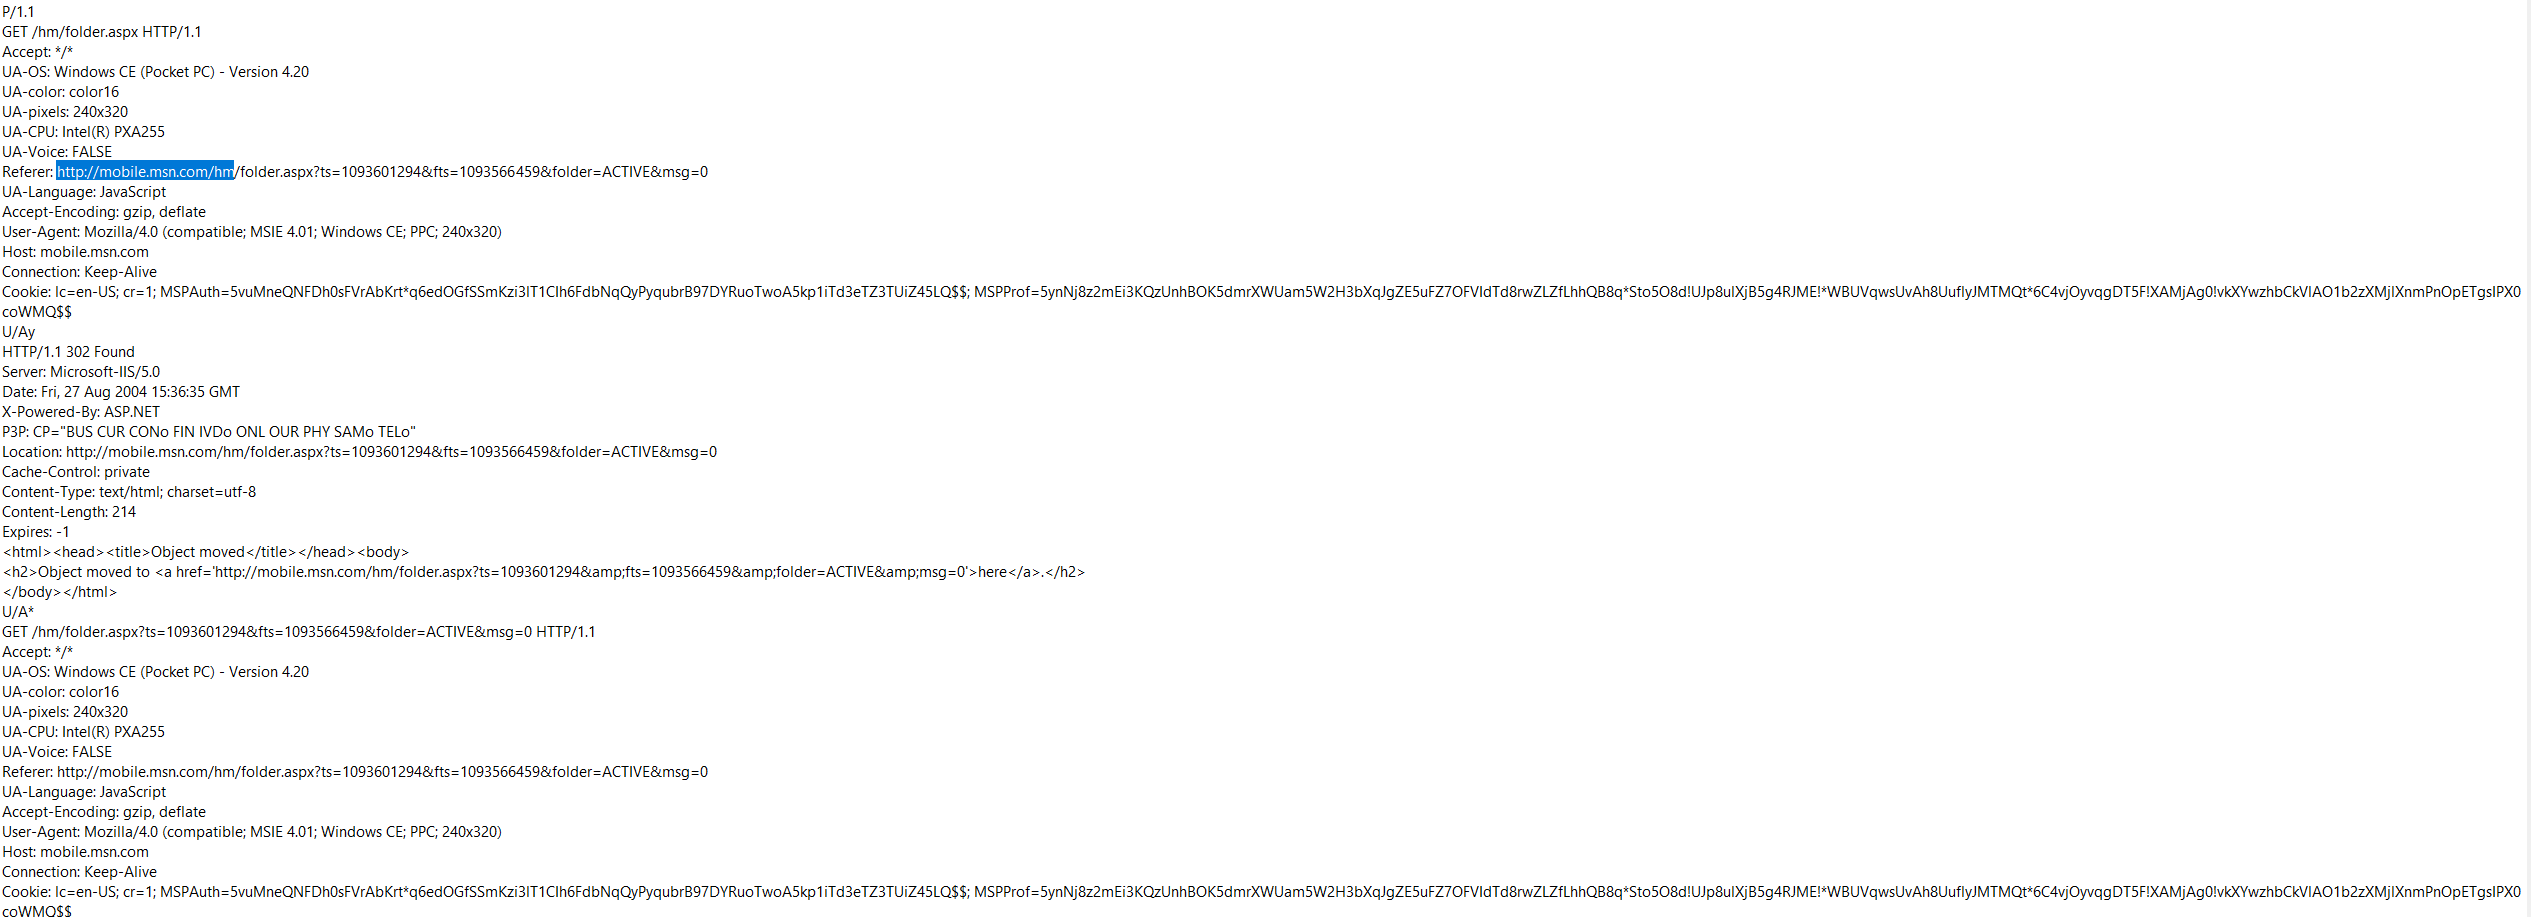 P/1.1
GET /hm/folder.aspx HTTP/1.1
Accept: */*
UA-OS: Windows CE (Pocket PC) - Version 4.20
UA-color: color16
UA-pixels: 240x320
UA-CPU: Intel(R) PXA255
UA-Voice: FALSE
Referer: http://mobile.msn.com/hm/folder.aspx?ts=1093601294&fts=1093566459&folder=ACTIVE&msg=0
UA-Language: JavaScript
Accept-Encoding: gzip, deflate
User-Agent: Mozilla/4.0 (compatible; MSIE 4.01; Windows CE; PPC; 240x320)
Host: mobile.msn.com
Connection: Keep-Alive
Cookie: lc=en-US; cr=1; MSPAuth=5vuMneQNFDh0sFVrAbKrt*q6edOGfSSmKzi3IT1CIh6FdbNqQyPyqubrB97DYRuoTwoA5kp1iTd3eTZ3TUiZ45LQ$$; MSPProf=5ynNj8z2mEi3KQzUnhBOK5dmrXWUam5W2H3bXqJgZE5uFZ7OFVIdTd8rwZLZfLhhQB8q*Sto5O8d!UJp8ulXjB5g4RJME!*WBUVqwsUvAh8UuflyJMTMQt*6C4vjOyvqgDT5F!XAMjAg0!vkXYwzhbCkVlAO1b2zXMjlXnmPnOpETgsIPX0
coWMQ$$
U/Ay
HTTP/1.1 302 Found
Server: Microsoft-IIS/5.0
Date: Fri, 27 Aug 2004 15:36:35 GMT
X-Powered-By: ASP.NET
P3P: CP="BUS CUR CONo FIN IVDo ONL OUR PHY SAMo TELo"
Location: http://mobile.msn.com/hm/folder.aspx?ts=1093601294&fts=1093566459&folder=ACTIVE&msg=0
Cache-Control: private
Content-Type: text/html; charset=utf-8
Content-Length: 214
Expires: -1
<html><head><title>Object moved</title></head><body>
<h2>Object moved to <a href='http://mobile.msn.com/hm/folder.aspx?ts=1093601294&amp;fts=1093566459&amp;folder=ACTIVE&amp;msg=0'>here</a>.</h2>
</body></html>
U/A*
GET /hm/folder.aspx?ts=1093601294&fts=1093566459&folder=ACTIVE&msg=0 HTTP/1.1
Accept: */*
UA-OS: Windows CE (Pocket PC) - Version 4.20
UA-color: color16
UA-pixels: 240x320
UA-CPU: Intel(R) PXA255
UA-Voice: FALSE
Referer: http://mobile.msn.com/hm/folder.aspx?ts=1093601294&fts=1093566459&folder=ACTIVE&msg=0
UA-Language: JavaScript
Accept-Encoding: gzip, deflate
User-Agent: Mozilla/4.0 (compatible; MSIE 4.01; Windows CE; PPC; 240x320)
Host: mobile.msn.com
Connection: Keep-Alive
Cookie: lc=en-US; cr=1; MSPAuth=5vuMneQNFDh0sFVrAbKrt*q6edOGfSSmKzi3IT1CIh6FdbNqQyPyqubrB97DYRuoTwoA5kp1iTd3eTZ3TUiZ45LQ$$; MSPProf=5ynNj8z2mEi3KQzUnhBOK5dmrXWUam5W2H3bXqJgZE5uFZ7OFVIdTd8rwZLZfLhhQB8q*Sto5O8d!UJp8ulXjB5g4RJME!*WBUVqwsUvAh8UuflyJMTMQt*6C4vjOyvqgDT5F!XAMjAg0!vkXYwzhbCkVlAO1b2zXMjlXnmPnOpETgsIPX0
coWMQ$$